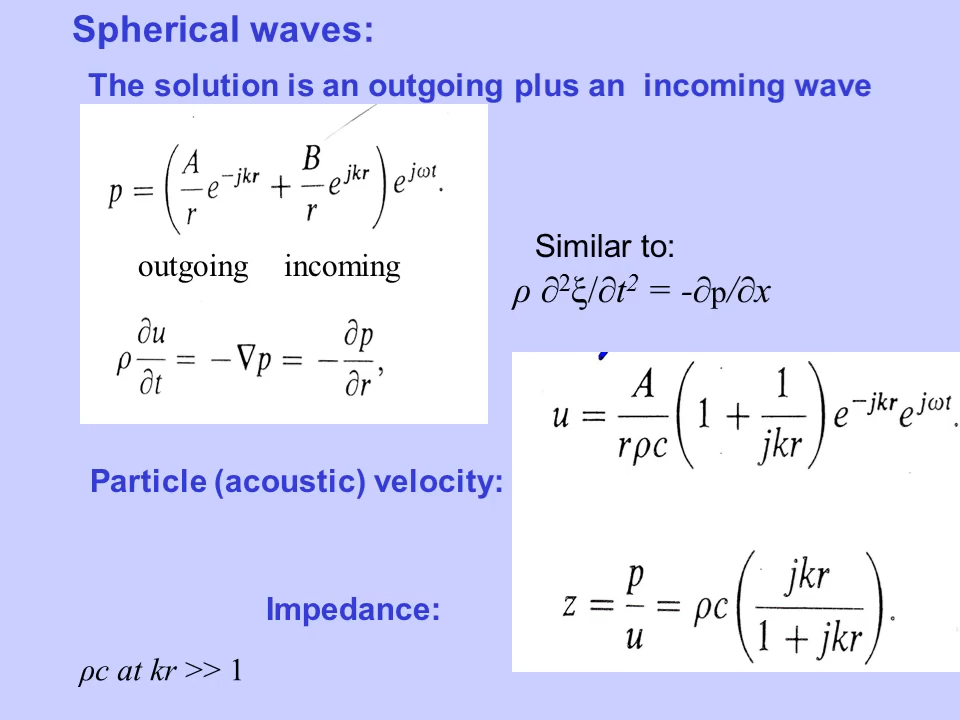 Spherical waves:
The solution is an outgoing plus an incoming wave
p = (A/r e^{-jkr} + B/r e^{jkr}) e^{jωt}.
outgoing incoming
Similar to:
ρ ∂²ξ/∂t² = -∂p/∂x
ρ ∂u/∂t = −∇p = − ∂p/∂r,
u = A/rρc (1 + 1/jkr) e^{-jkr} e^{jωt}.
Particle (acoustic) velocity:
z = p/u = ρc (jkr/1 + jkr).
Impedance:
ρc at kr >> 1